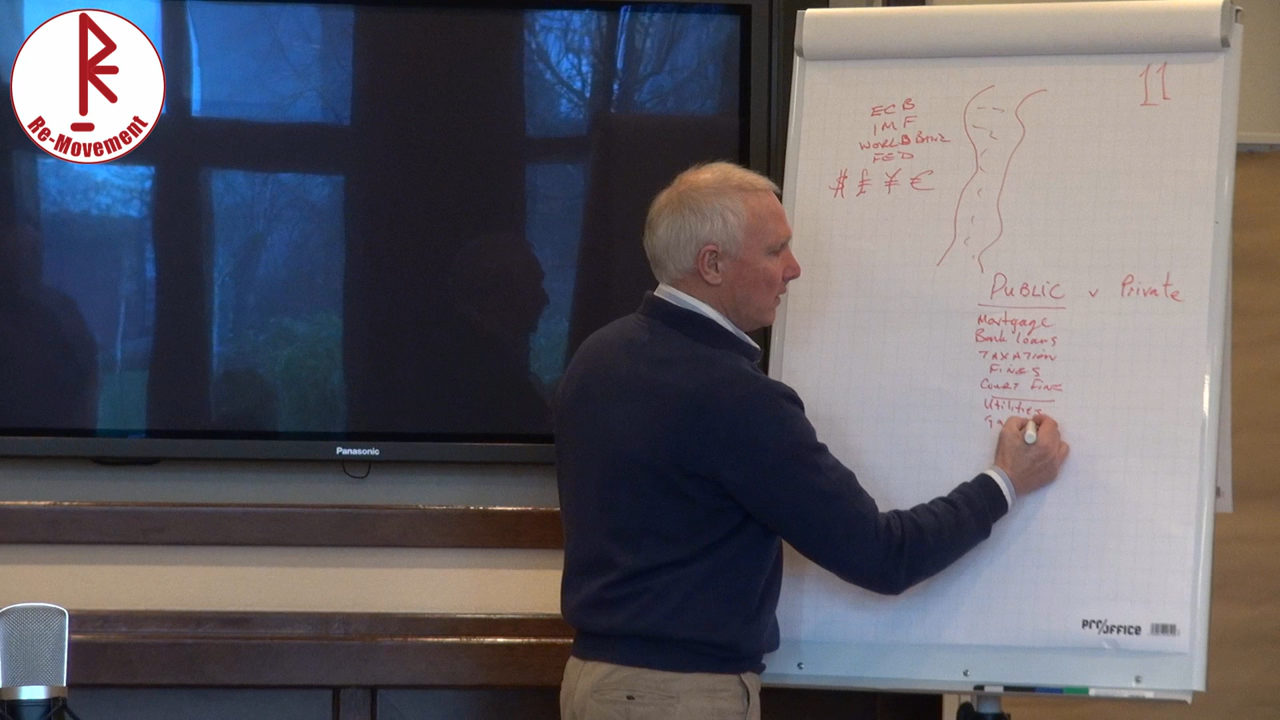 Re-Movement
Panasonic
11
ECB
IMF
WORLD BANK
FED
$ £ ¥ €
PUBLIC v Private
Mortgage
Bank loans
TAXATION
FINES
COURT FINE
Utilities
Ga
PRO/OFFICE